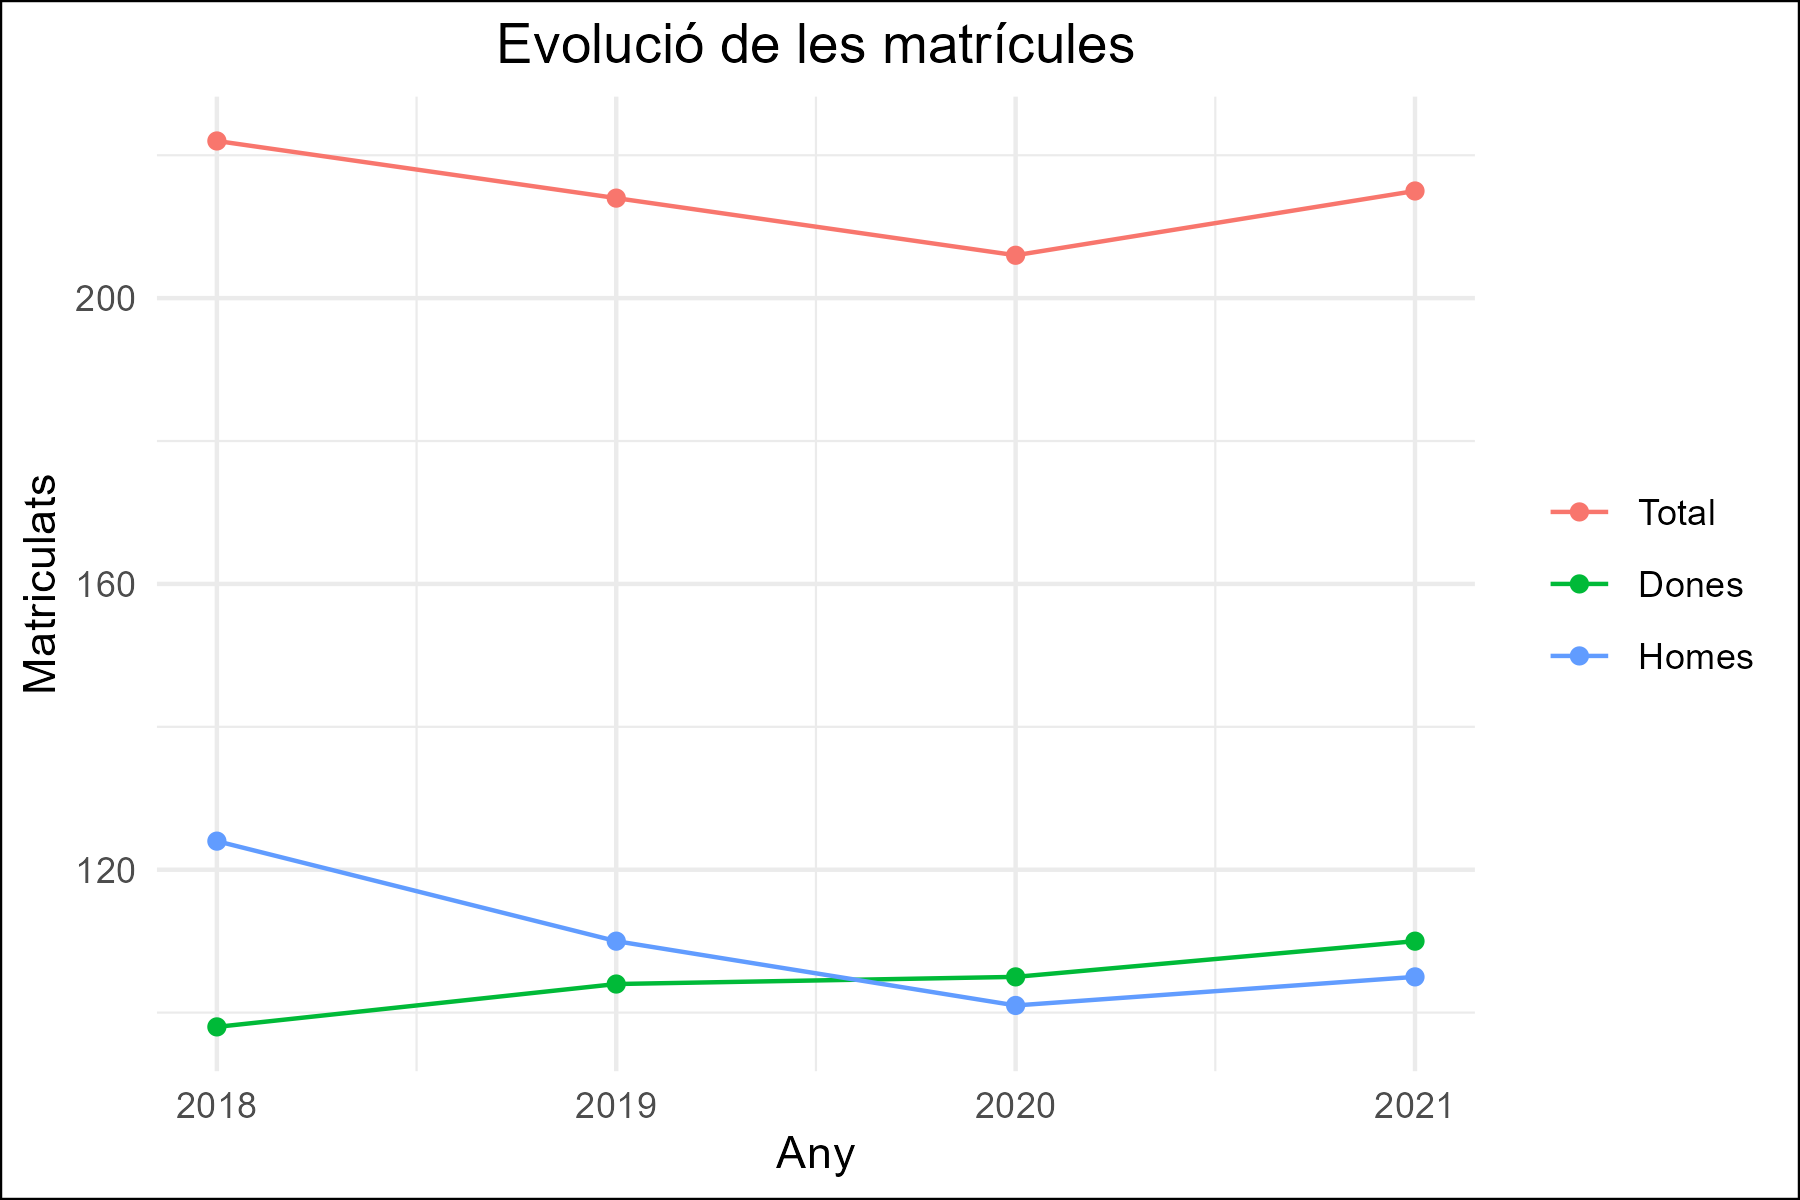 Evolució de les matrícules
Matriculats
200
160
120
2018 2019 2020 2021
Any
Total
Dones
Homes